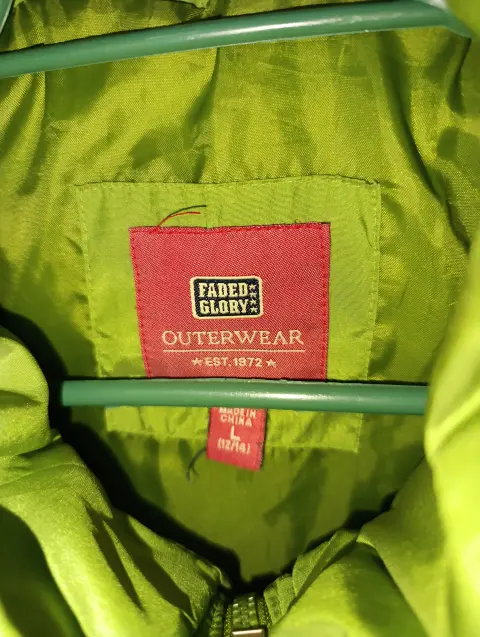 FADED
GLORY
OUTERWEAR
★EST.1972★
MADE IN
CHINA
L
(12/14)